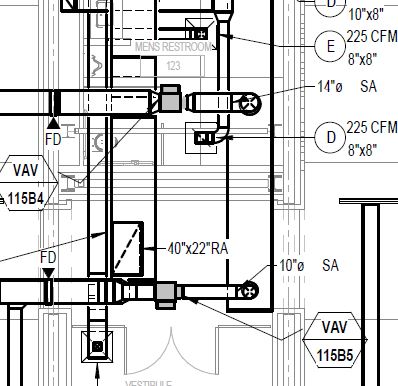 D
10"x8"
225 CFM
E
8"x8"
MENS RESTROOM
123
14"ø SA
225 CFM
D
8"x8"
FD
VAV
115B4
40"x22"RA
FD
10"ø SA
VAV
115B5
VESTIBULE